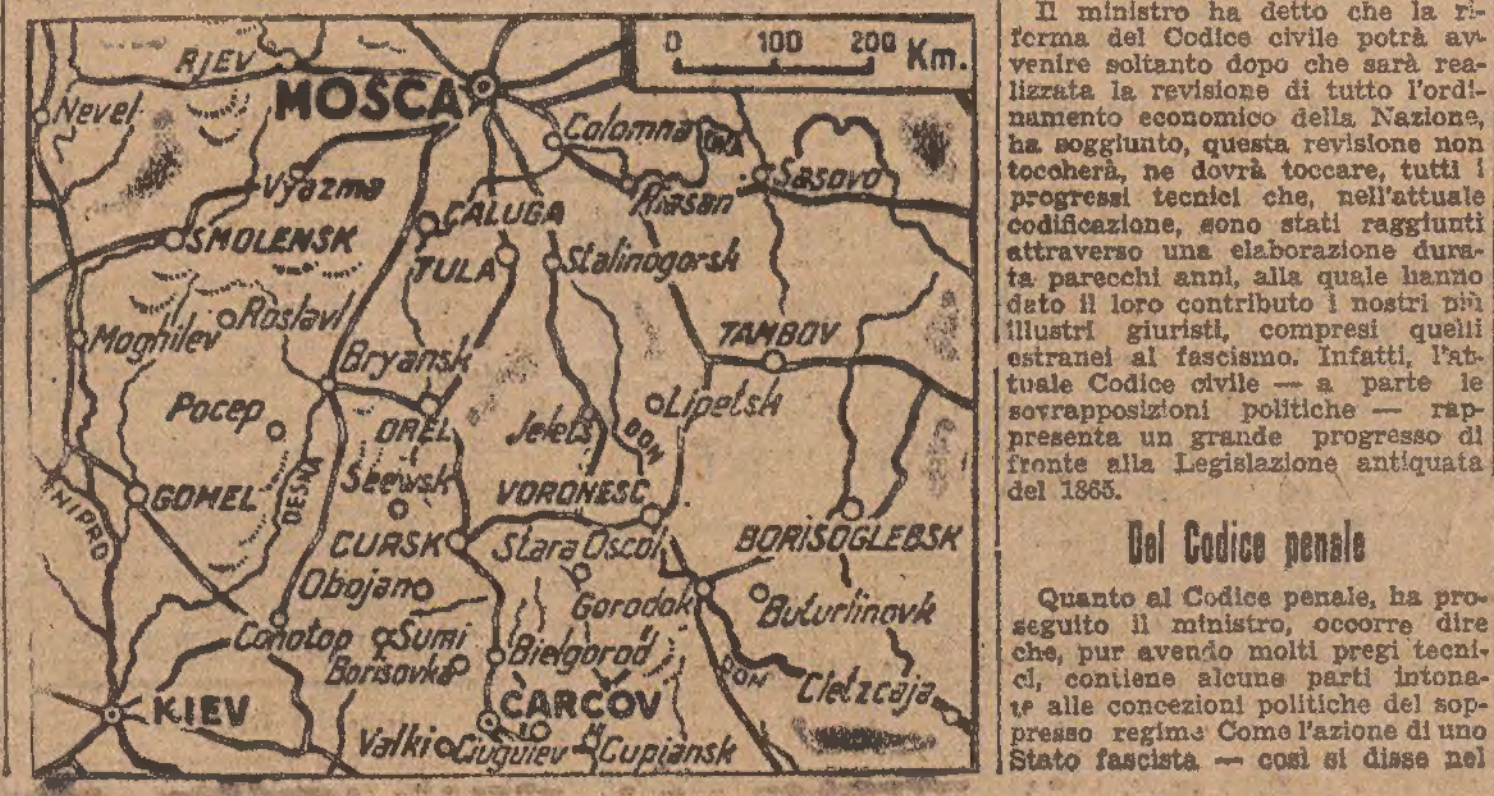 0 100 200 Km.
RJEV
MOSCA
Nevel
Colomna
Vyazma
Sasovo
Riasan
CALUGA
SMOLENSK
TULA
Stalinogorsk
Roslavl
Moghilev
TAMBOV
Bryansk
Lipetsk
Pocep
OREL
Jelets
DON
Seewsk
DESNA
GOMEL
VORONESC
NIPRO
CURSK
Stara Oscol
BORISOGLEBSK
Obojano
Gorodok
Buturlinovk
Conotop
Sumi
Borisovka
Bielgorod
DON
Cletzcaja
KIEV
CARCOV
Valki
Ciuguiev
Cupiansk
Il ministro ha detto che la ri-
forma del Codice civile potrà av-
venire soltanto dopo che sarà rea-
lizzata la revisione di tutto l'ordi-
namento economico della Nazione,
ha soggiunto, questa revisione non
toccherà, ne dovrà toccare, tutti i
progressi tecnici che, nell'attuale
codificazione, sono stati raggiunti
attraverso una elaborazione dura-
ta parecchi anni, alla quale hanno
dato il loro contributo i nostri più
illustri giuristi, compresi quelli
estranei al fascismo. Infatti, l'at-
tuale Codice civile — a parte le
sovrapposizioni politiche — rap-
presenta un grande progresso di
fronte alla Legislazione antiquata
del 1865.
Del Codice penale
Quanto al Codice penale, ha pro-
seguito il ministro, occorre dire
che, pur avendo molti pregi tecni-
ci, contiene alcune parti intona-
te alle concezioni politiche del sop-
presso regime Come l'azione di uno
Stato fascista — così si disse nel